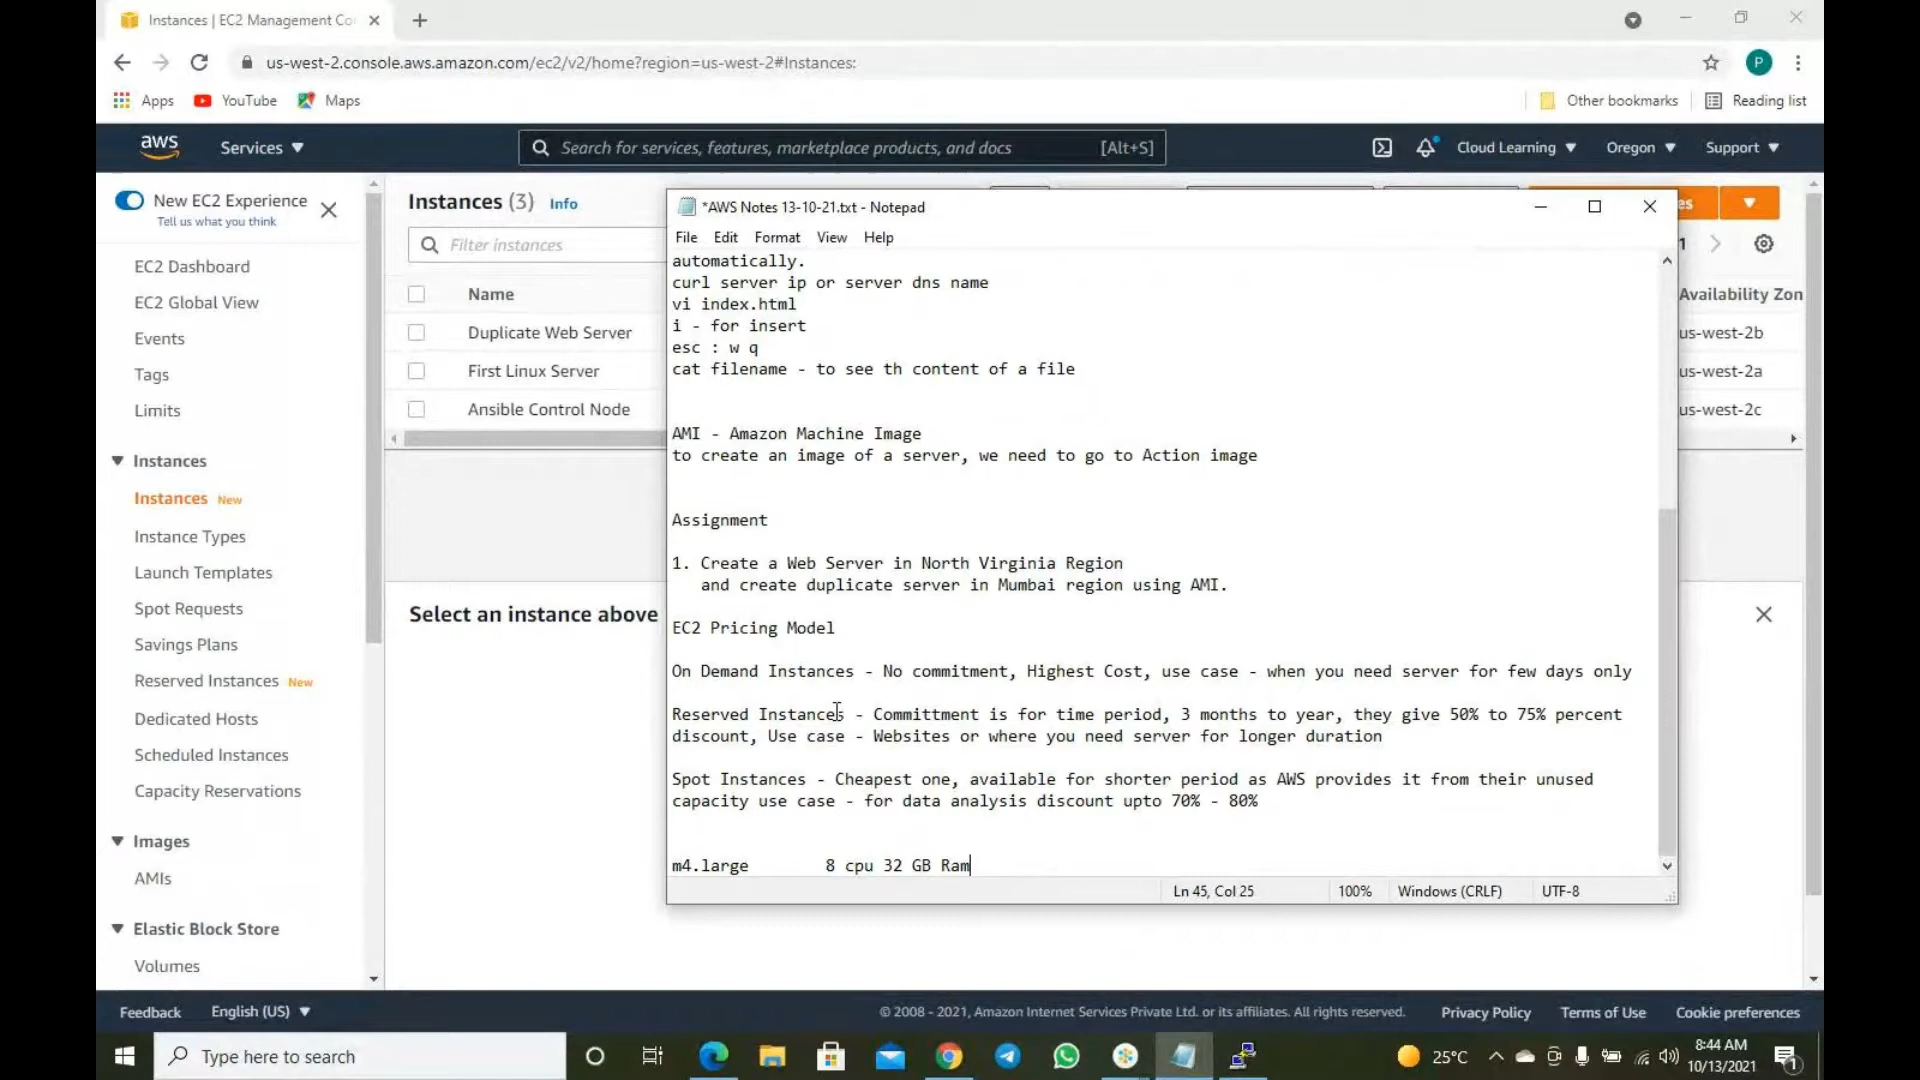 Instances | EC2 Management Co
us-west-2.console.aws.amazon.com/ec2/v2/home?region=us-west-2#Instances:
P
Apps
YouTube
Maps
Other bookmarks
Reading list
aws
Services
Search for services, features, marketplace products, and docs
[Alt+S]
Cloud Learning
Oregon
Support
New EC2 Experience
Tell us what you think
EC2 Dashboard
EC2 Global View
Events
Tags
Limits
Instances
Instances New
Instance Types
Launch Templates
Spot Requests
Savings Plans
Reserved Instances New
Dedicated Hosts
Scheduled Instances
Capacity Reservations
Images
AMIs
Elastic Block Store
Volumes
Instances (3) Info
Filter instances
Name
Duplicate Web Server
First Linux Server
Ansible Control Node
Select an instance above
es
1
Availability Zon
us-west-2b
us-west-2a
us-west-2c
*AWS Notes 13-10-21.txt - Notepad
File Edit Format View Help
automatically.
curl server ip or server dns name
vi index.html
i - for insert
esc : w q
cat filename - to see th content of a file
AMI - Amazon Machine Image
to create an image of a server, we need to go to Action image
Assignment
1. Create a Web Server in North Virginia Region
and create duplicate server in Mumbai region using AMI.
EC2 Pricing Model
On Demand Instances - No commitment, Highest Cost, use case - when you need server for few days only
Reserved Instances - Committment is for time period, 3 months to year, they give 50% to 75% percent
discount, Use case - Websites or where you need server for longer duration
Spot Instances - Cheapest one, available for shorter period as AWS provides it from their unused
capacity use case - for data analysis discount upto 70% - 80%
m4.large 8 cpu 32 GB Ram
Ln 45, Col 25
100%
Windows (CRLF)
UTF-8
Feedback
English (US)
© 2008 - 2021, Amazon Internet Services Private Ltd. or its affiliates. All rights reserved.
Privacy Policy
Terms of Use
Cookie preferences
Type here to search
25°C
8:44 AM
10/13/2021
1